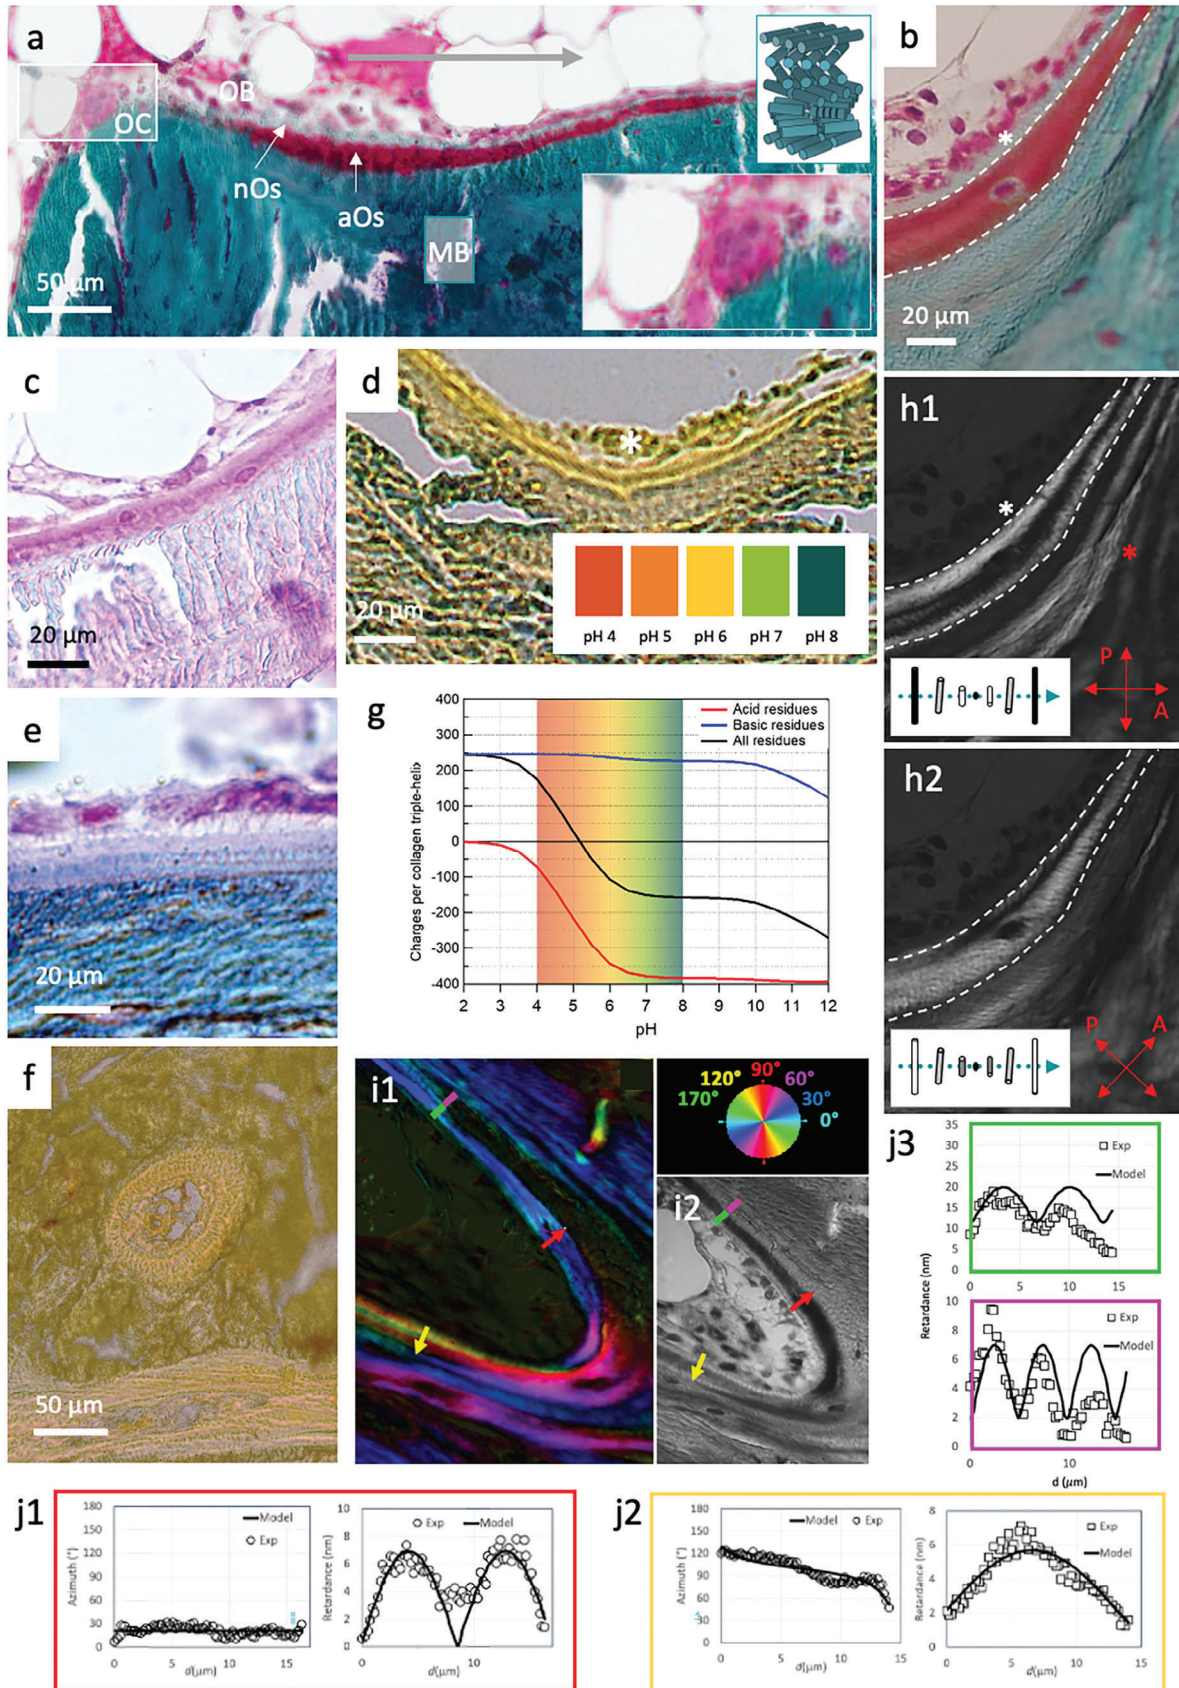 a
OB
OC
nOs
aOs
MB
50 µm
b
*
20 µm
c
20 µm
d
*
20 µm
pH 4 pH 5 pH 6 pH 7 pH 8
e
20 µm
f
50 µm
g
Acid residues
Basic residues
All residues
Charges per collagen triple-heli
400
300
200
100
0
-100
-200
-300
-400
2 3 4 5 6 7 8 9 10 11 12
pH
h1
*
*
P
A
h2
P A
i1
90°
120° 60°
170° 30°
0°
i2
j3
35
30
25
20
15
10
5
0
Exp
Model
0 5 10 15
Retardance (nm)
10
8
6
4
2
0
Exp
Model
0 10
d (µm)
j1
180
150
120
90
60
30
0
Azimuth (°)
Model
Exp
0 5 10 15
d(µm)
10
8
6
4
2
0
Retardance (nm)
Exp Model
0 10
d(µm)
j2
180
150
120
90
60
30
0
Azimuth (°)
Model Exp
0 5 10 15
d(µm)
8
6
4
2
0
Retardance (nm)
Exp
Model
0 5 10 15
d(µm)